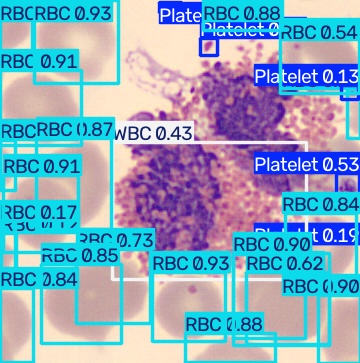 RBC 0.93
RBC 0.88
RBC 0.54
RBC 0.91
Platelet 0.13
RBC 0.87
WBC 0.43
RBC 0.91
Platelet 0.53
RBC 0.84
RBC 0.17
RBC 0.73
RBC 0.90
RBC 0.85
RBC 0.93
RBC 0.62
RBC 0.84
RBC 0.90
RBC 0.88